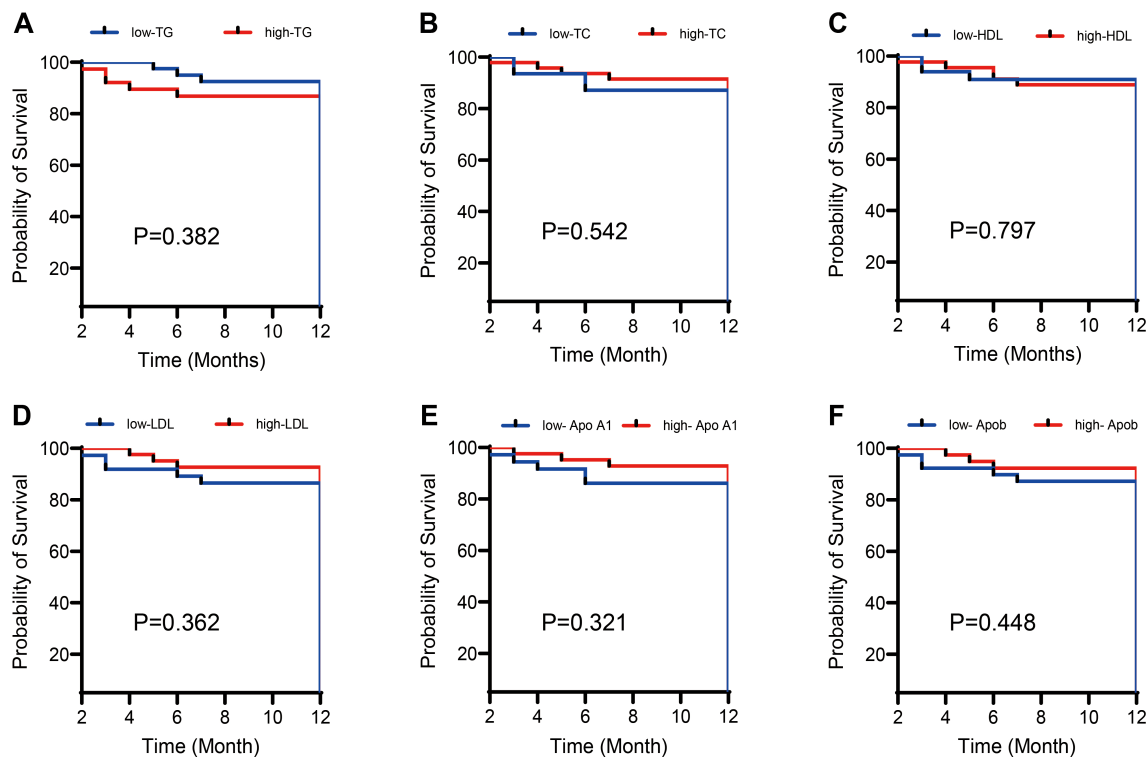 A
low-TG high-TG
Probability of Survival
100
80
60
40
20
P=0.382
2 4 6 8 10 12
Time (Months)
B
low-TC high-TC
Probability of Survival
100
80
60
40
20
P=0.542
2 4 6 8 10 12
Time (Month)
C
low-HDL high-HDL
Probability of Survival
100
80
60
40
20
P=0.797
2 4 6 8 10 12
Time (Months)
D
low-LDL high-LDL
Probability of Survival
100
80
60
40
20
P=0.362
2 4 6 8 10 12
Time (Month)
E
low- Apo A1 high- Apo A1
Probability of Survival
100
80
60
40
20
P=0.321
2 4 6 8 10 12
Time (Month)
F
low- Apob high- Apob
Probability of Survival
100
80
60
40
20
P=0.448
2 4 6 8 10 12
Time (Month)